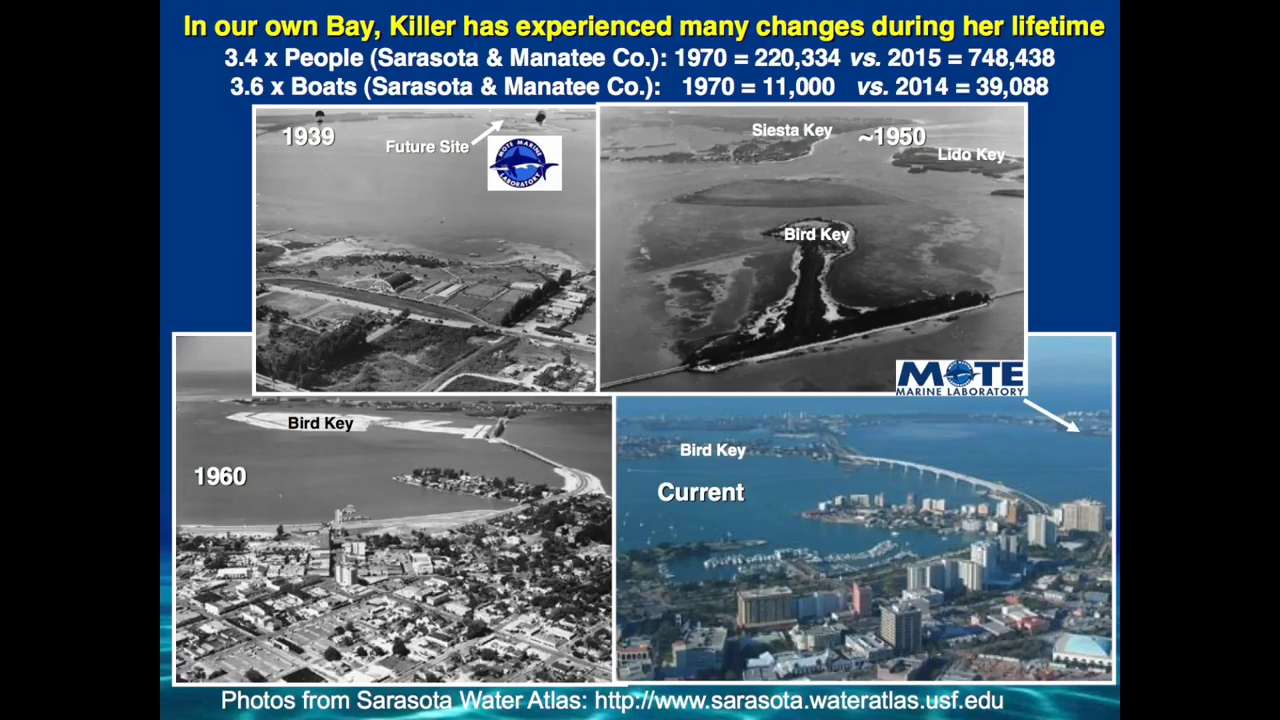 In our own Bay, Killer has experienced many changes during her lifetime
3.4 x People (Sarasota & Manatee Co.): 1970 = 220,334 vs. 2015 = 748,438
3.6 x Boats (Sarasota & Manatee Co.): 1970 = 11,000 vs. 2014 = 39,088
1939
Future Site
MOTE MARINE
LABORATORY
Siesta Key
~1950
Lido Key
Bird Key
MOTE
MARINE LABORATORY
Bird Key
1960
Bird Key
Current
Photos from Sarasota Water Atlas: http://www.sarasota.wateratlas.usf.edu